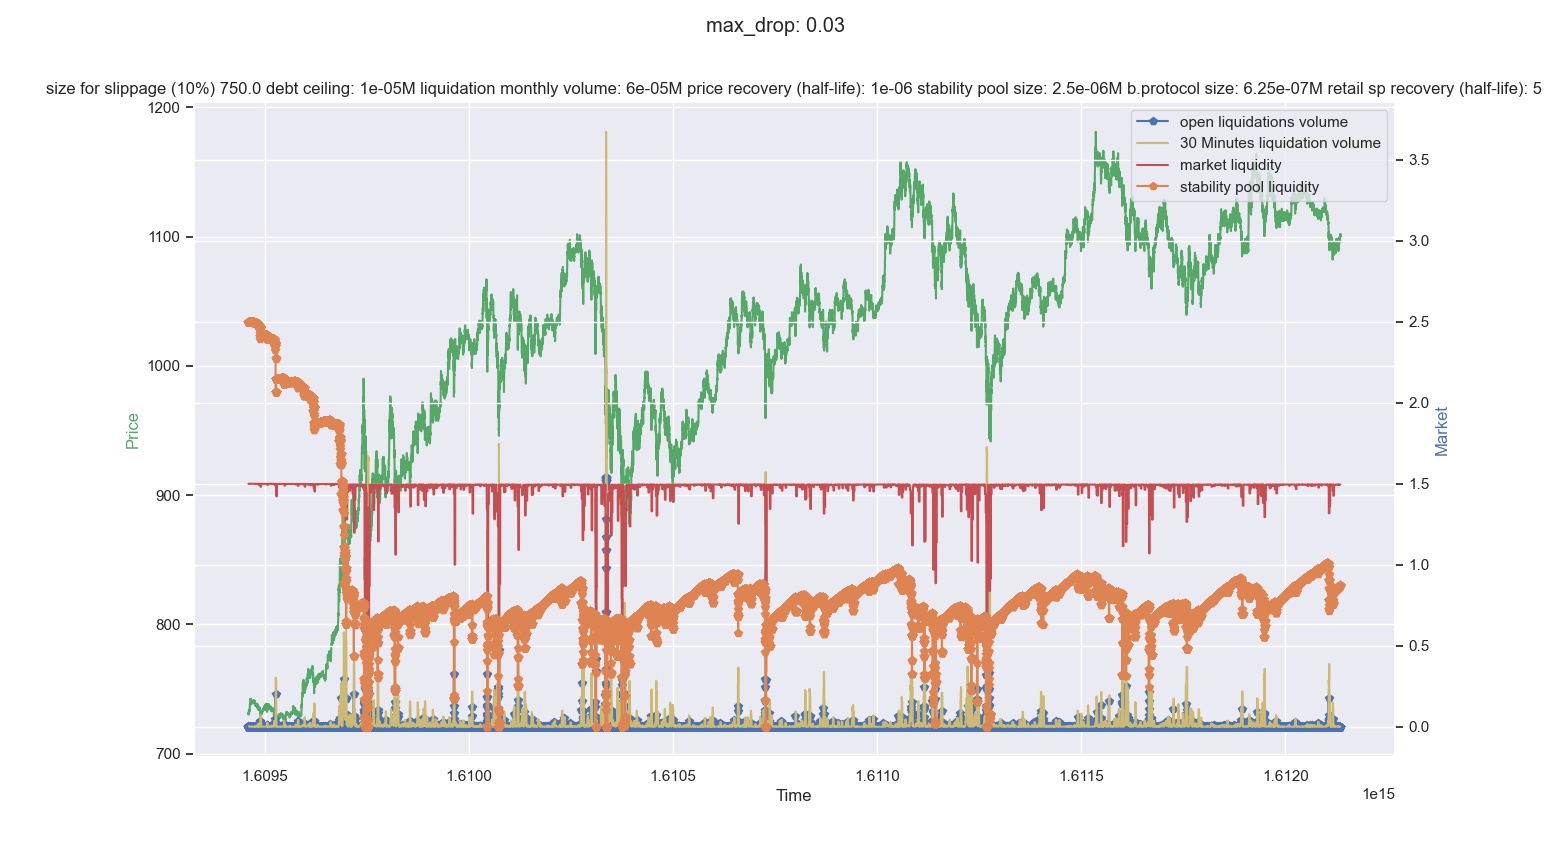 max_drop: 0.03
size for slippage (10%) 750.0 debt ceiling: 1e-05M liquidation monthly volume: 6e-05M price recovery (half-life): 1e-06 stability pool size: 2.5e-06M b.protocol size: 6.25e-07M retail sp recovery (half-life): 5
open liquidations volume
30 Minutes liquidation volume
market liquidity
stability pool liquidity
1200
1100
1000
900
800
700
Price
3.5
3.0
2.5
2.0
1.5
1.0
0.5
0.0
Market
1.6095 1.6100 1.6105 1.6110 1.6115 1.6120
Time
1e15